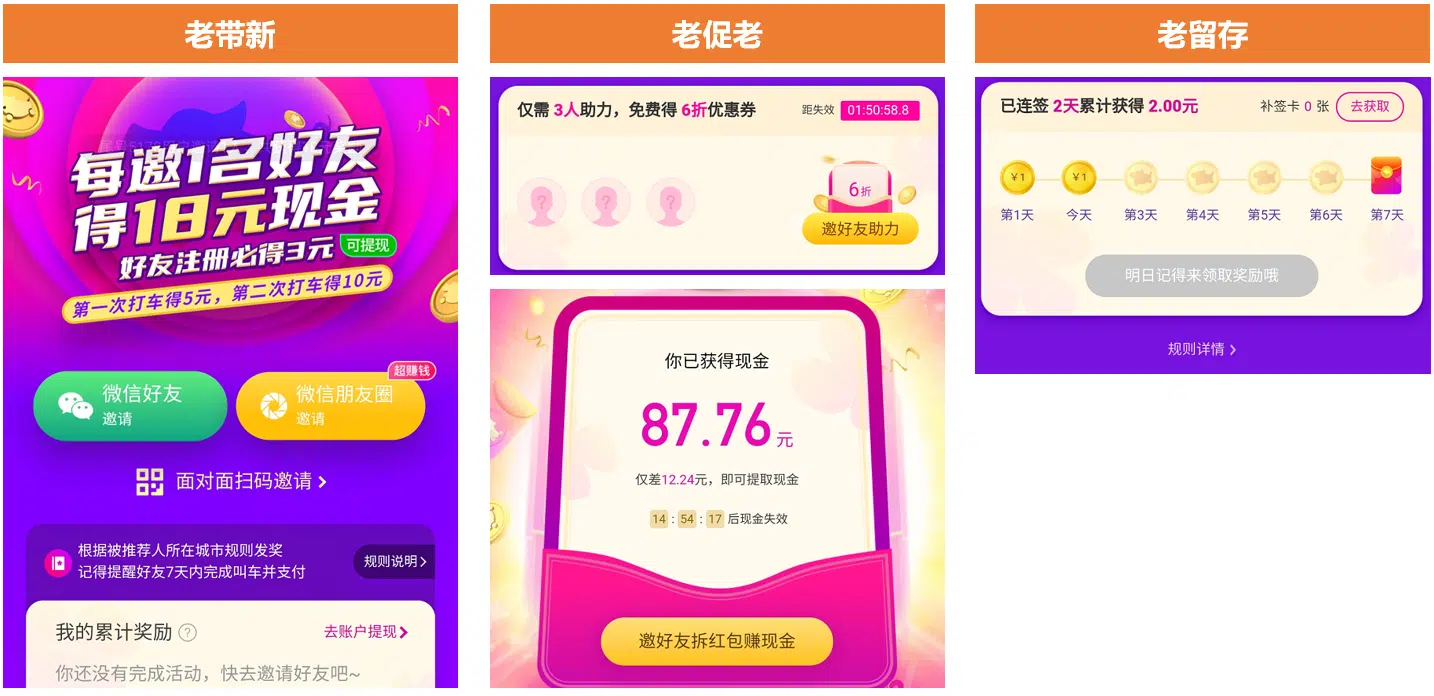 老带新
每邀1名好友
得18元现金
好友注册必得3元
可提现
第一次打车得5元，第二次打车得10元
超赚钱
微信好友
邀请
微信朋友圈
邀请
面对面扫码邀请
根据被推荐人所在城市规则发奖
记得提醒好友7天内完成叫车并支付
规则说明
我的累计奖励
?
去账户提现
你还没有完成活动，快去邀请好友吧~
老促老
仅需 3人助力，免费得 6折优惠券
距失效 01:50:58.8
? ? ?
6折
邀好友助力
你已获得现金
87.76元
仅差12.24元，即可提取现金
14 : 54 : 17 后现金失效
邀好友拆红包赚现金
老留存
已连签 2天累计获得 2.00元
补签卡 0 张
去获取
¥1 ¥1
第1天 今天 第3天 第4天 第5天 第6天 第7天
明日记得来领取奖励哦
规则详情